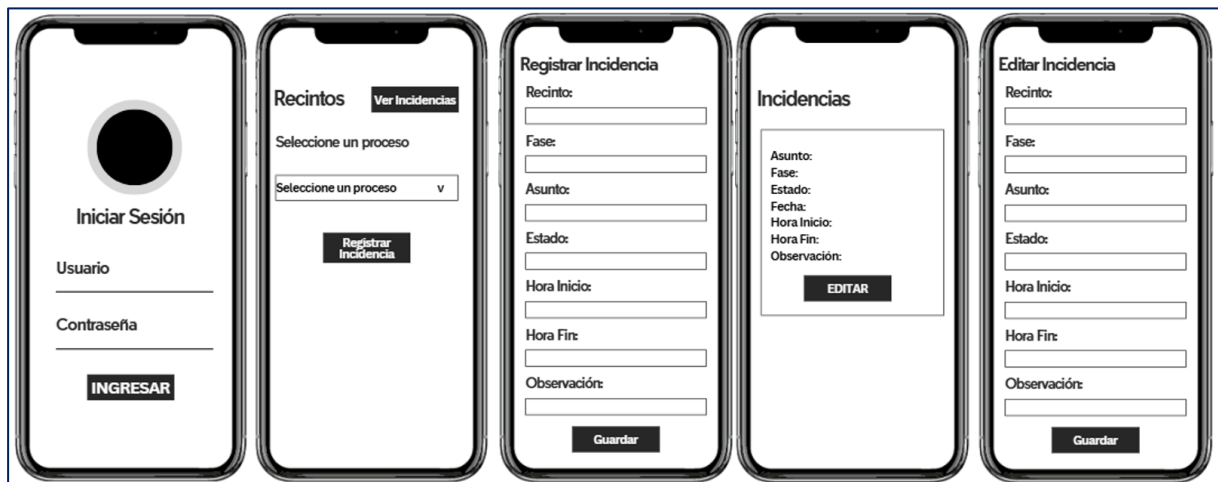 Iniciar Sesión
Usuario
Contraseña
INGRESAR
Recintos
Ver Incidencias
Seleccione un proceso
Seleccione un proceso v
Registrar
Incidencia
Registrar Incidencia
Recinto:
Fase:
Asunto:
Estado:
Hora Inicio:
Hora Fin:
Observación:
Guardar
Incidencias
Asunto:
Fase:
Estado:
Fecha:
Hora Inicio:
Hora Fin:
Observación:
EDITAR
Editar Incidencia
Recinto:
Fase:
Asunto:
Estado:
Hora Inicio:
Hora Fin:
Observación:
Guardar